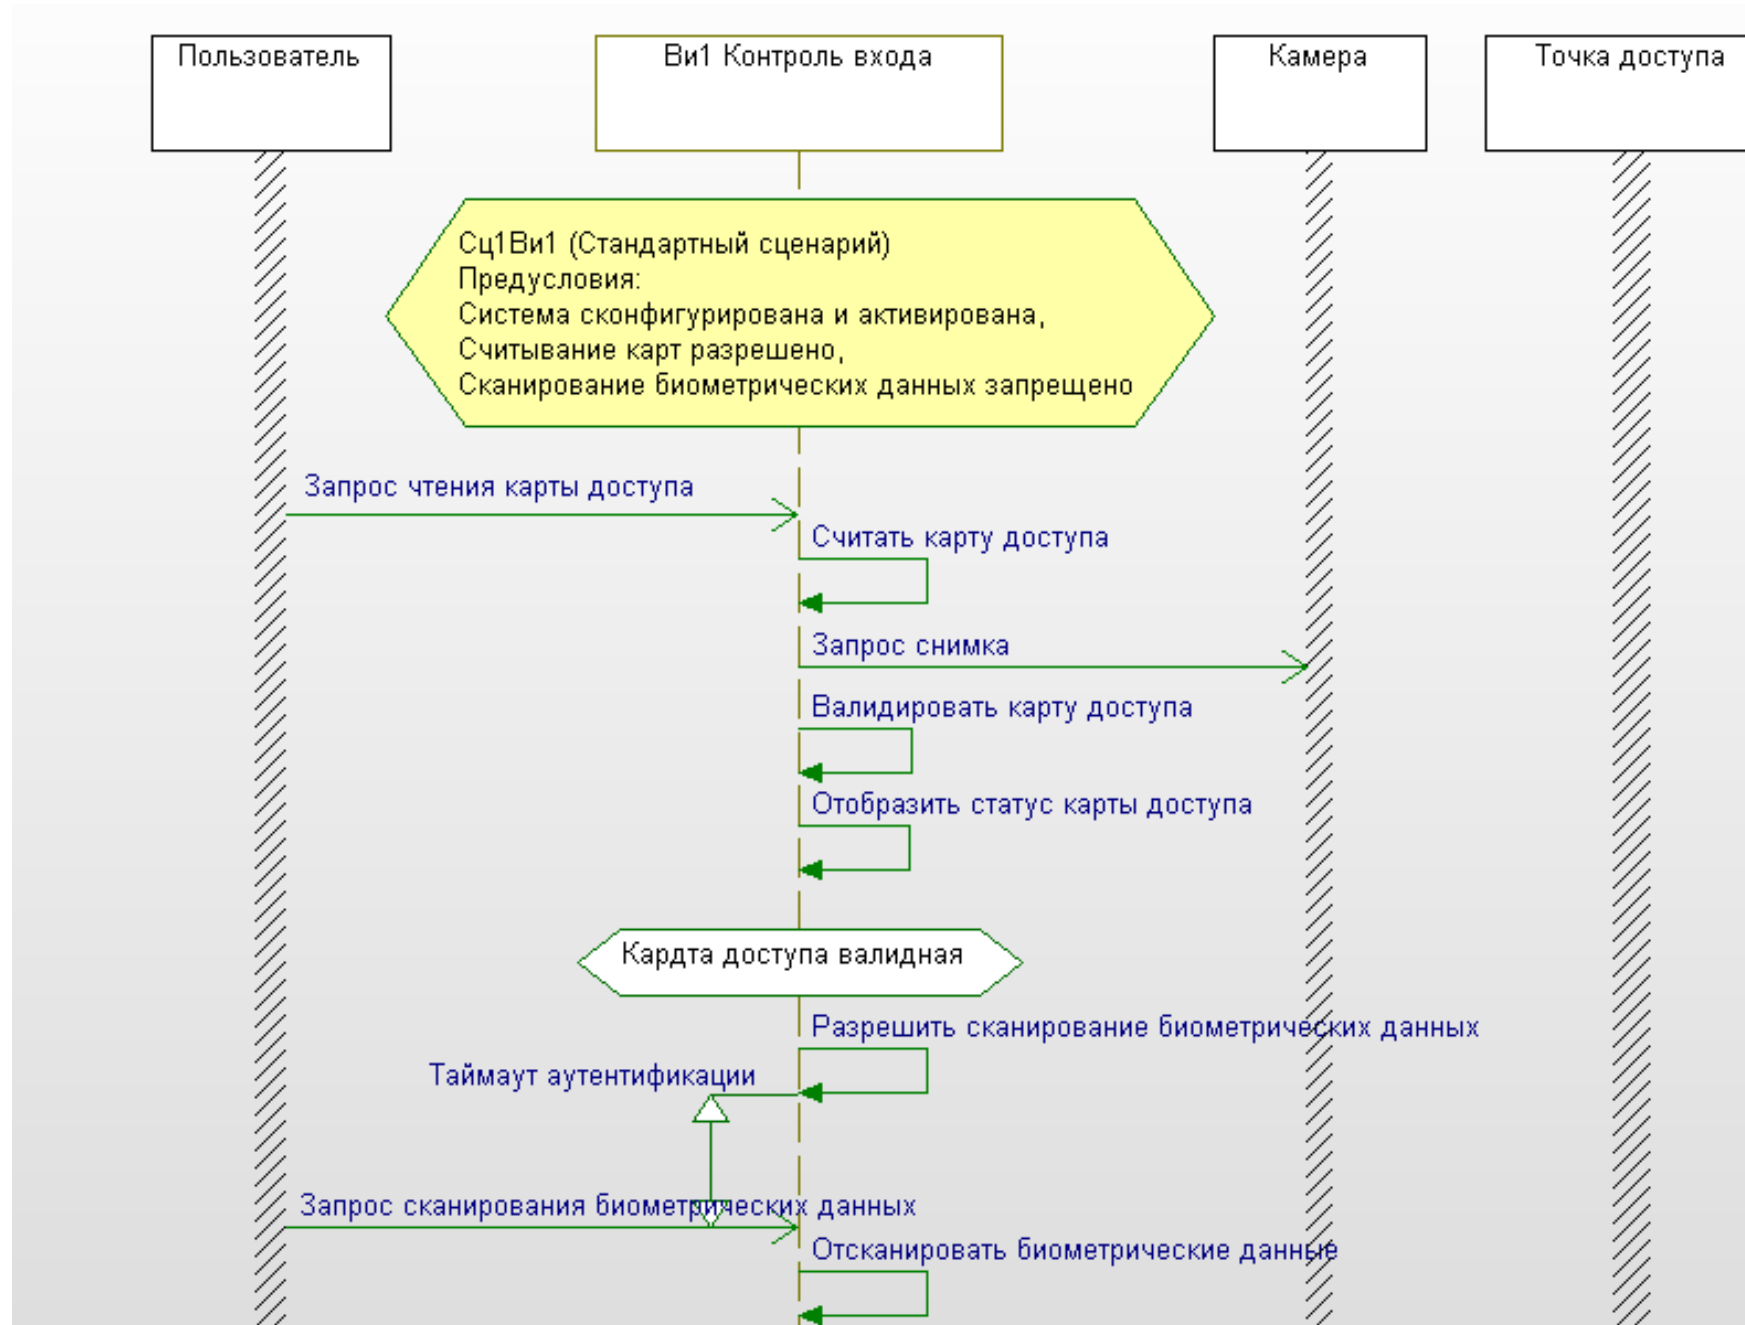 Пользователь
Ви1 Контроль входа
Камера
Точка доступа
Сц1Ви1 (Стандартный сценарий)
Предусловия:
Система сконфигурирована и активирована,
Считывание карт разрешено,
Сканирование биометрических данных запрещено
Запрос чтения карты доступа
Считать карту доступа
Запрос снимка
Валидировать карту доступа
Отобразить статус карты доступа
Кардта доступа валидная
Разрешить сканирование биометрических данных
Таймаут аутентификации
Запрос сканирования биометрических данных
Отсканировать биометрические данные